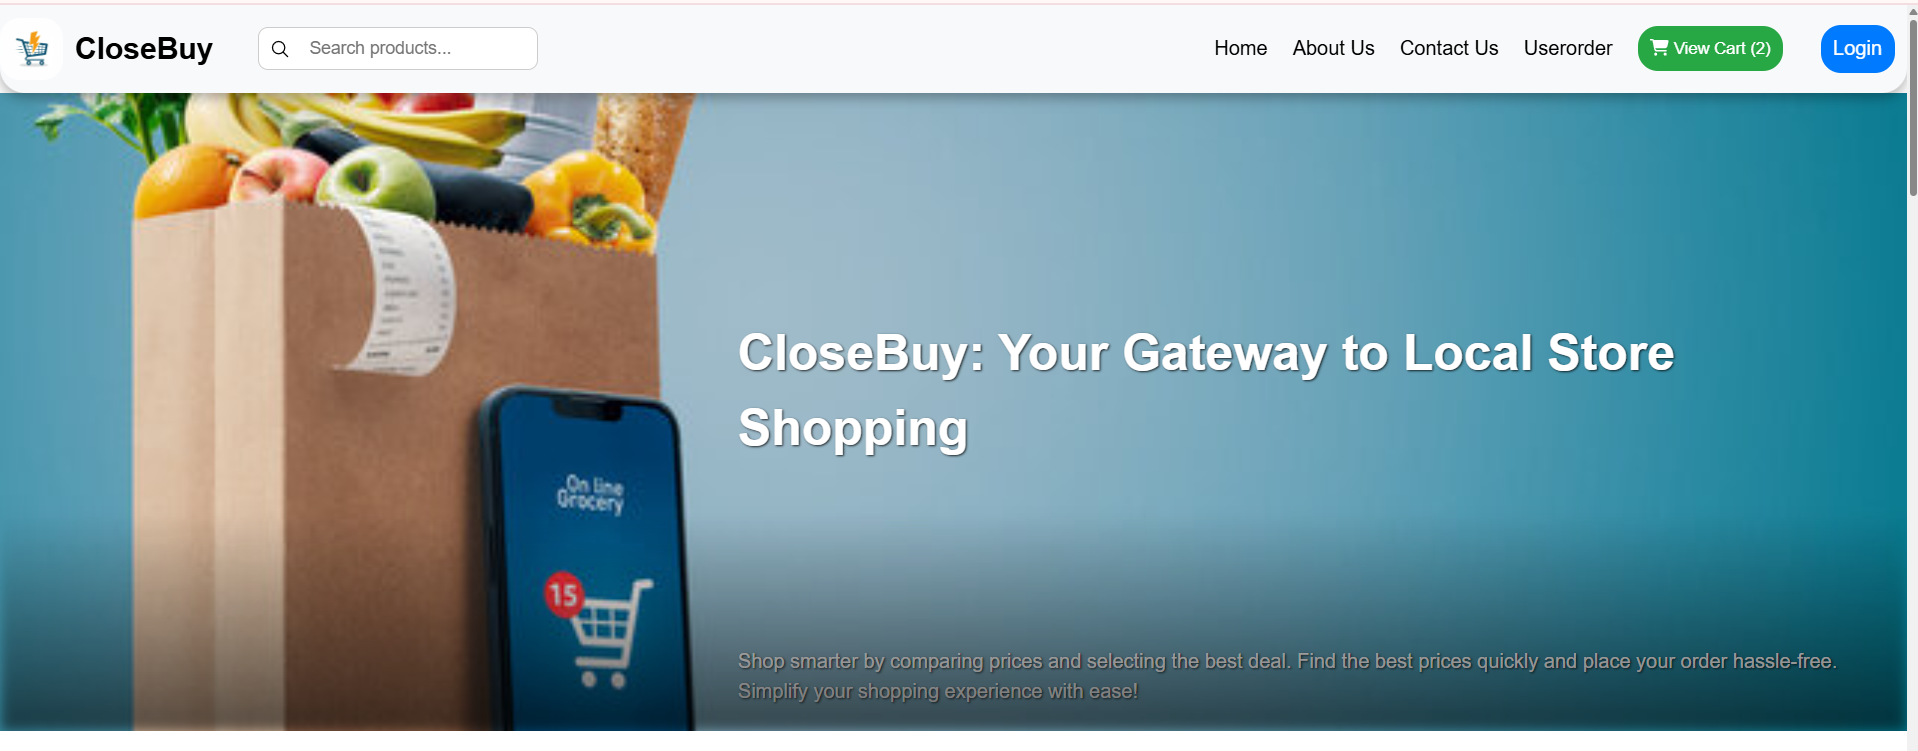 CloseBuy
Search products...
Home
About Us
Contact Us
Userorder
View Cart (2)
Login
CloseBuy: Your Gateway to Local Store
Shopping
On line
Grocery
15
Shop smarter by comparing prices and selecting the best deal. Find the best prices quickly and place your order hassle-free.
Simplify your shopping experience with ease!